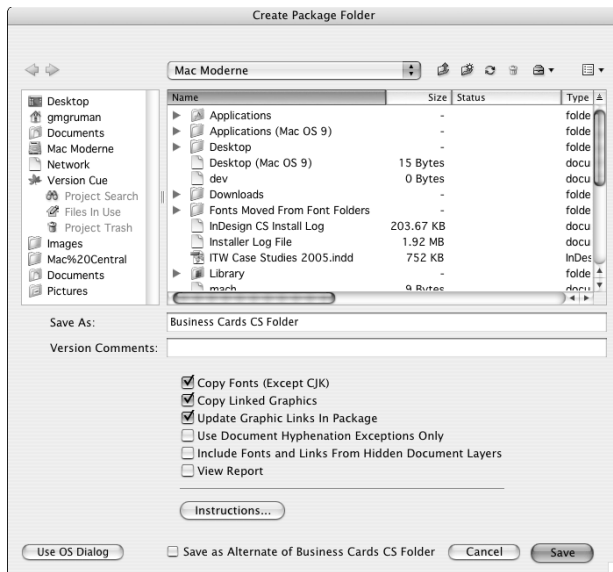 Create Package Folder
Mac Moderne
Desktop
gmgruman
Documents
Mac Moderne
Network
Version Cue
Project Search
Files In Use
Project Trash
Images
Mac%20Central
Documents
Pictures
Name Size Status Type
Applications - folde
Applications (Mac OS 9) - folde
Desktop - folde
Desktop (Mac OS 9) 15 Bytes docu
dev 0 Bytes docu
Downloads - folde
Fonts Moved From Font Folders - folde
InDesign CS Install Log 203.67 KB docu
Installer Log File 1.92 MB docu
ITW Case Studies 2005.indd 752 KB InDes
Library - folde
mach 9 Bytes docu
Save As: Business Cards CS Folder
Version Comments:
Copy Fonts (Except CJK)
Copy Linked Graphics
Update Graphic Links In Package
Use Document Hyphenation Exceptions Only
Include Fonts and Links From Hidden Document Layers
View Report
Instructions...
Use OS Dialog Save as Alternate of Business Cards CS Folder Cancel Save